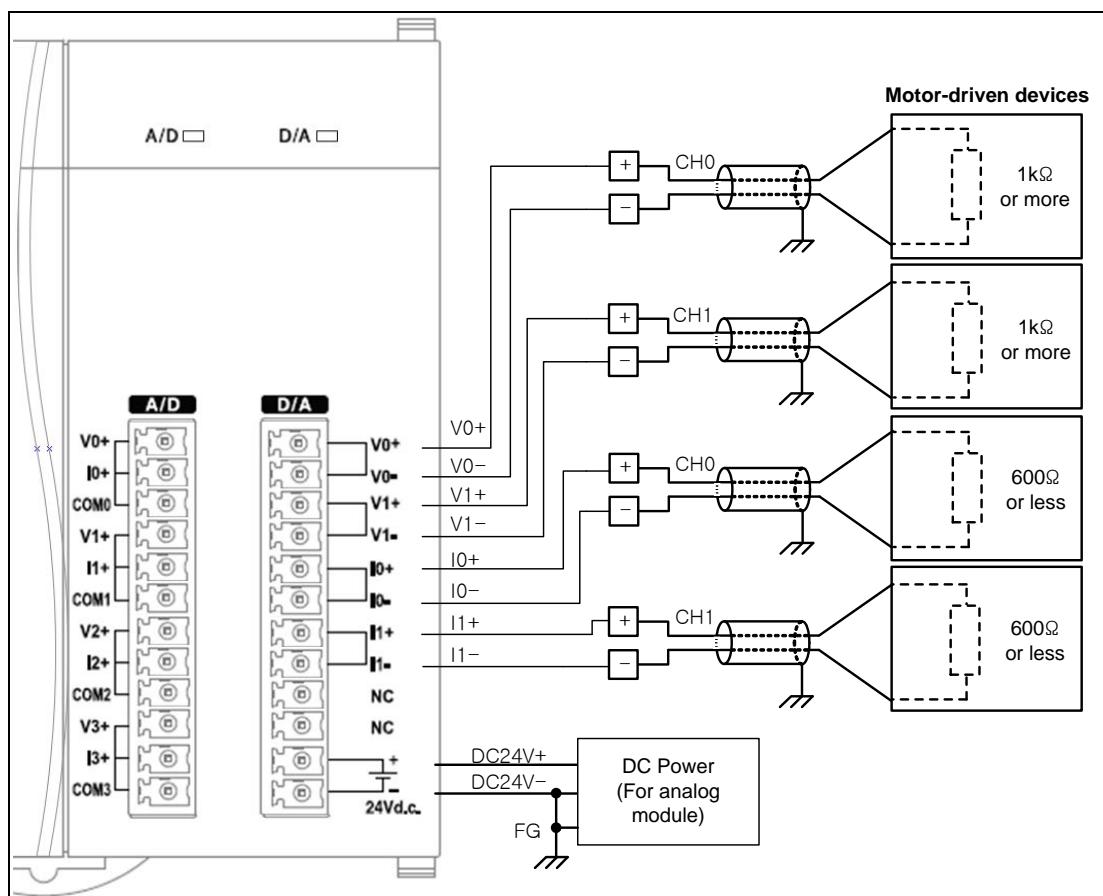 Motor-driven devices
A/D
D/A
+
CH0
−
1kΩ
or more
+
CH1
−
1kΩ
or more
A/D
D/A
V0+
I0+
COM0
V1+
I1+
COM1
V2+
I2+
COM2
V3+
I3+
COM3
V0+
V0-
V1+
V1-
I0+
I0-
I1+
I1-
NC
NC
+
−
24Vd.c.
V0+
V0-
V1+
V1-
I0+
I0-
I1+
I1-
+
CH0
−
600Ω
or less
+
CH1
−
600Ω
or less
DC24V+
DC24V-
FG
DC Power
(For analog
module)